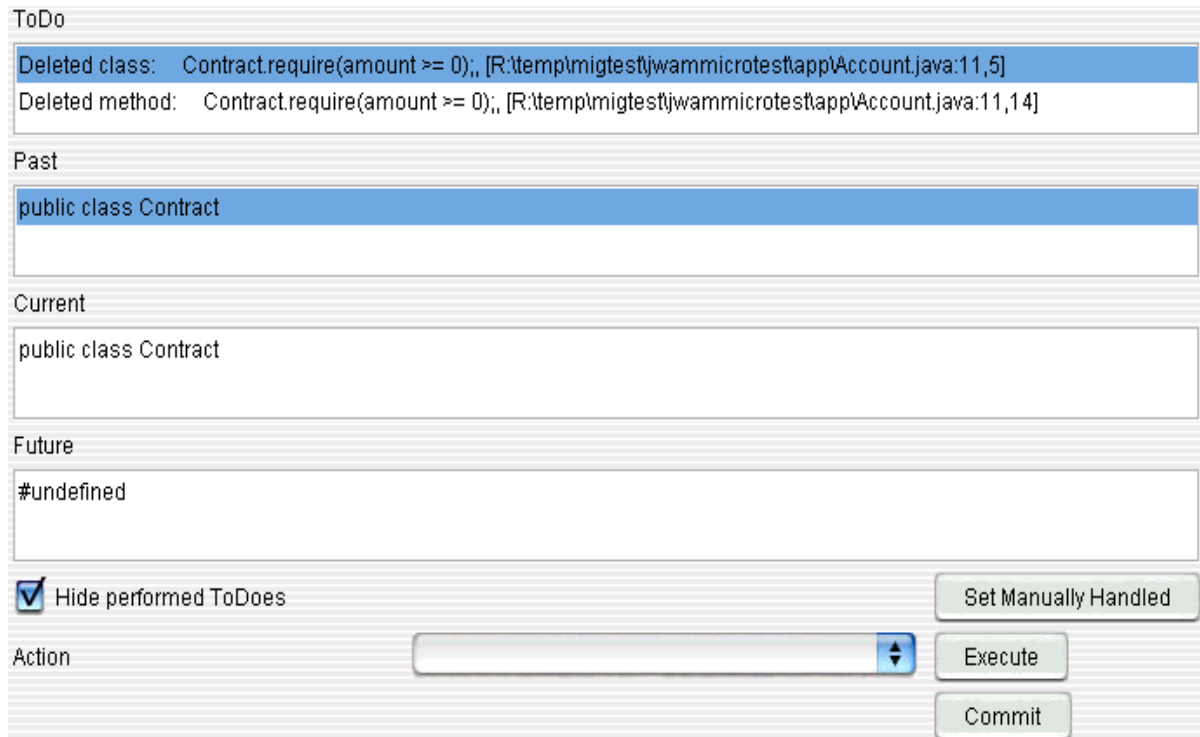 ToDo
Deleted class: Contract.require(amount >= 0);, [R:\temp\migtest\jwammicrotest\app\Account.java:11,5]
Deleted method: Contract.require(amount >= 0);, [R:\temp\migtest\jwammicrotest\app\Account.java:11,14]
Past
public class Contract
Current
public class Contract
Future
#undefined
Hide performed ToDoes
Set Manually Handled
Action
Execute
Commit